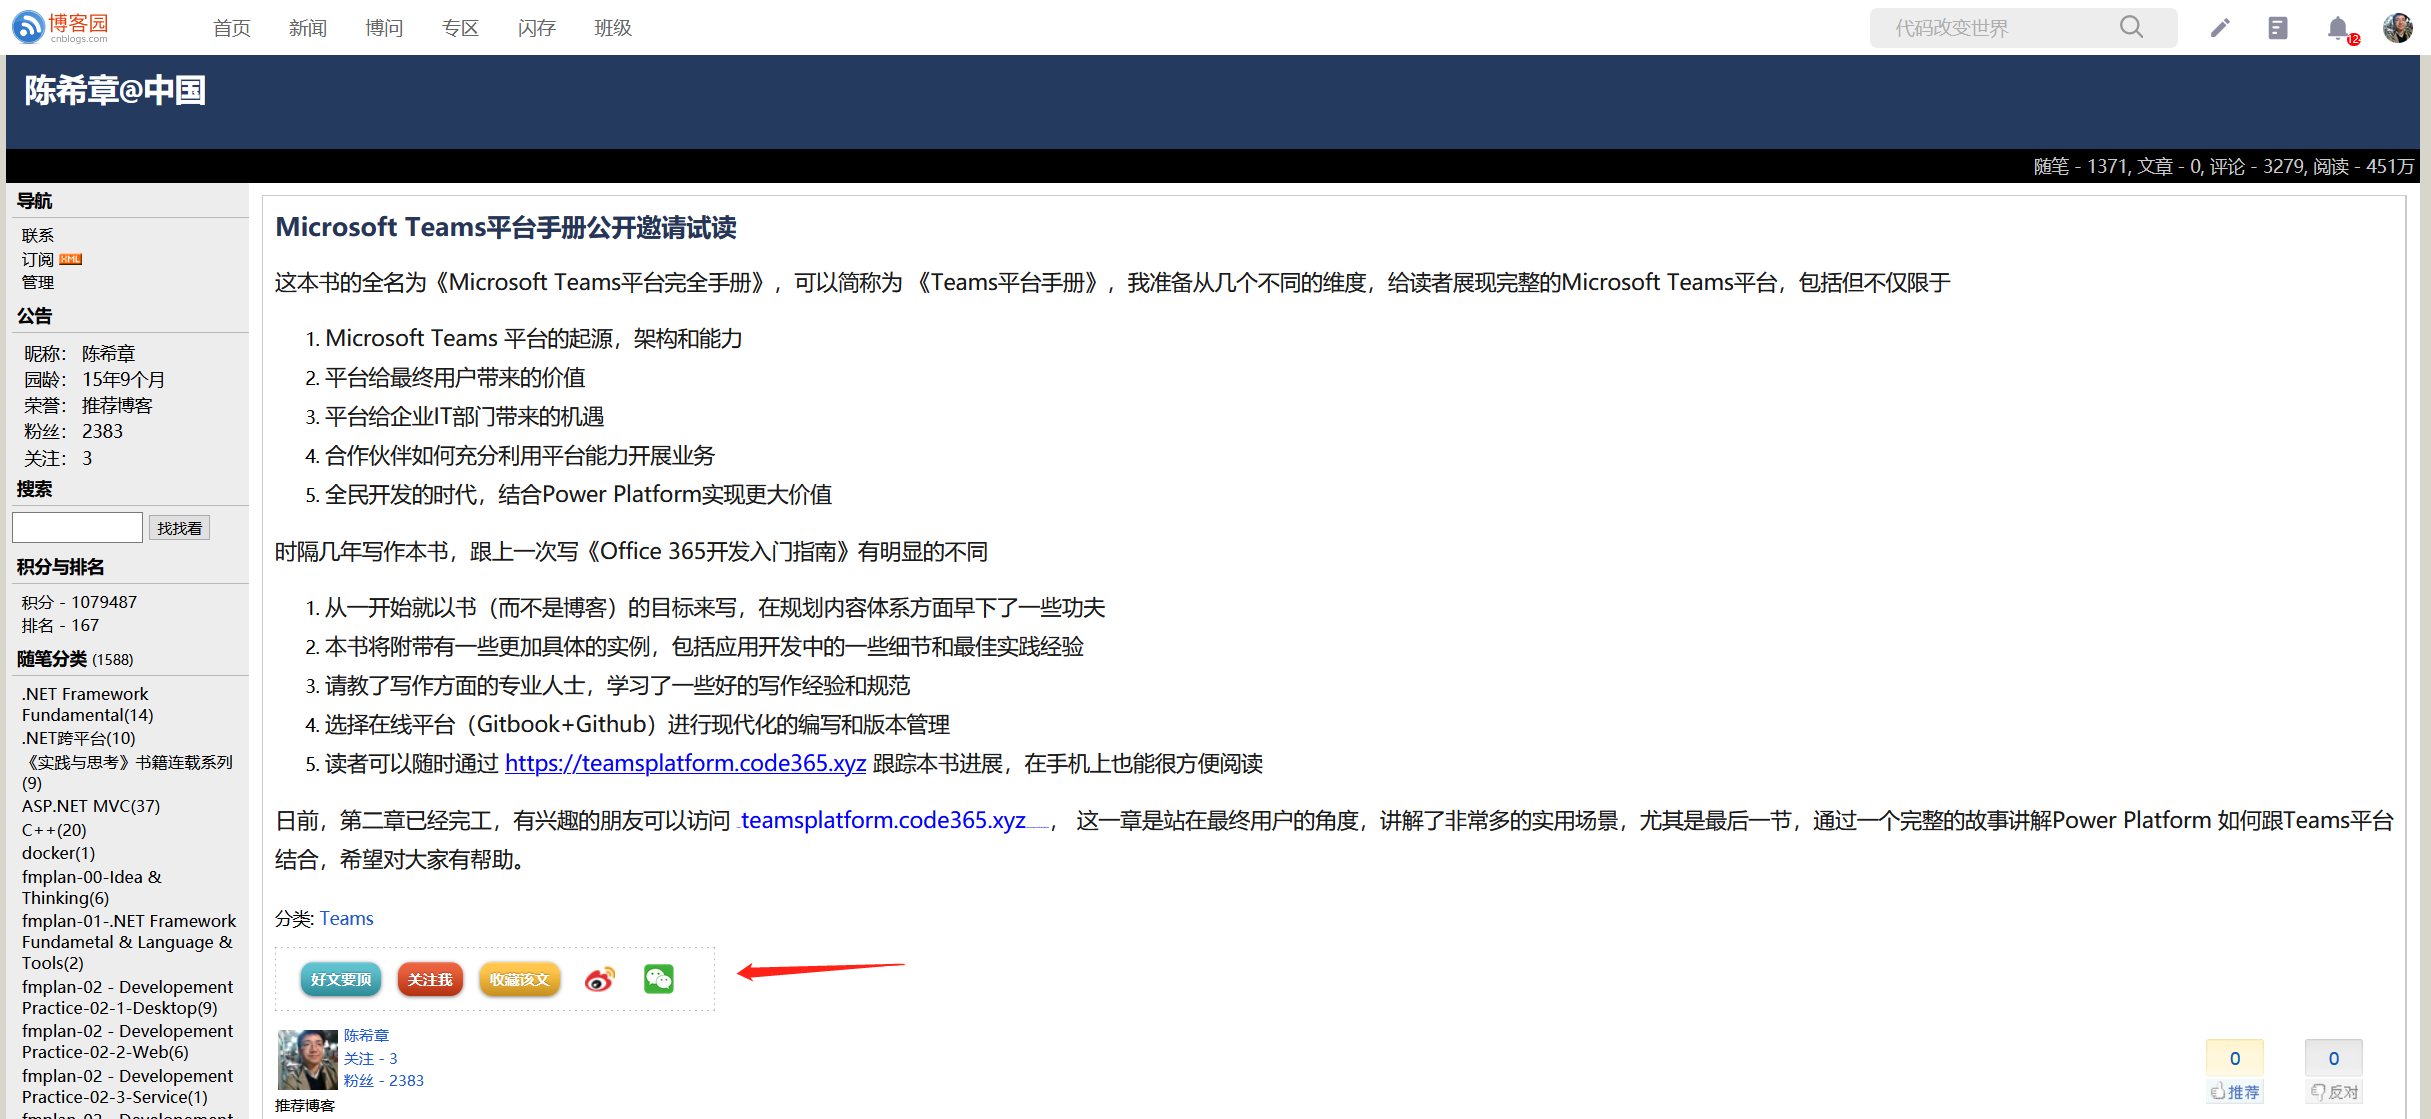 博客园
cnblogs.com
首页 新闻 博问 专区 闪存 班级
代码改变世界
12
陈希章@中国
随笔 - 1371, 文章 - 0, 评论 - 3279, 阅读 - 451万
导航
联系
订阅 XML
管理
公告
昵称： 陈希章
园龄： 15年9个月
荣誉： 推荐博客
粉丝： 2383
关注： 3
搜索
找找看
积分与排名
积分 - 1079487
排名 - 167
随笔分类 (1588)
.NET Framework
Fundamental(14)
.NET跨平台(10)
《实践与思考》书籍连载系列
(9)
ASP.NET MVC(37)
C++(20)
docker(1)
fmplan-00-Idea &
Thinking(6)
fmplan-01-.NET Framework
Fundametal & Language &
Tools(2)
fmplan-02 - Developement
Practice-02-1-Desktop(9)
fmplan-02 - Developement
Practice-02-2-Web(6)
fmplan-02 - Developement
Practice-02-3-Service(1)
fmplan-02 - Developement
Microsoft Teams平台手册公开邀请试读
这本书的全名为《Microsoft Teams平台完全手册》，可以简称为 《Teams平台手册》，我准备从几个不同的维度，给读者展现完整的Microsoft Teams平台，包括但不仅限于
1. Microsoft Teams 平台的起源，架构和能力
2. 平台给最终用户带来的价值
3. 平台给企业IT部门带来的机遇
4. 合作伙伴如何充分利用平台能力开展业务
5. 全民开发的时代，结合Power Platform实现更大价值
时隔几年写作本书，跟上一次写《Office 365开发入门指南》有明显的不同
1. 从一开始就以书（而不是博客）的目标来写，在规划内容体系方面早下了一些功夫
2. 本书将附带有一些更加具体的实例，包括应用开发中的一些细节和最佳实践经验
3. 请教了写作方面的专业人士，学习了一些好的写作经验和规范
4. 选择在线平台（Gitbook+Github）进行现代化的编写和版本管理
5. 读者可以随时通过 https://teamsplatform.code365.xyz 跟踪本书进展，在手机上也能很方便阅读
日前，第二章已经完工，有兴趣的朋友可以访问 teamsplatform.code365.xyz ， 这一章是站在最终用户的角度，讲解了非常多的实用场景，尤其是最后一节，通过一个完整的故事讲解Power Platform 如何跟Teams平台
结合，希望对大家有帮助。
分类: Teams
好文要顶 关注我 收藏该文
陈希章
关注 - 3
粉丝 - 2383
推荐博客
0 0
推荐 反对